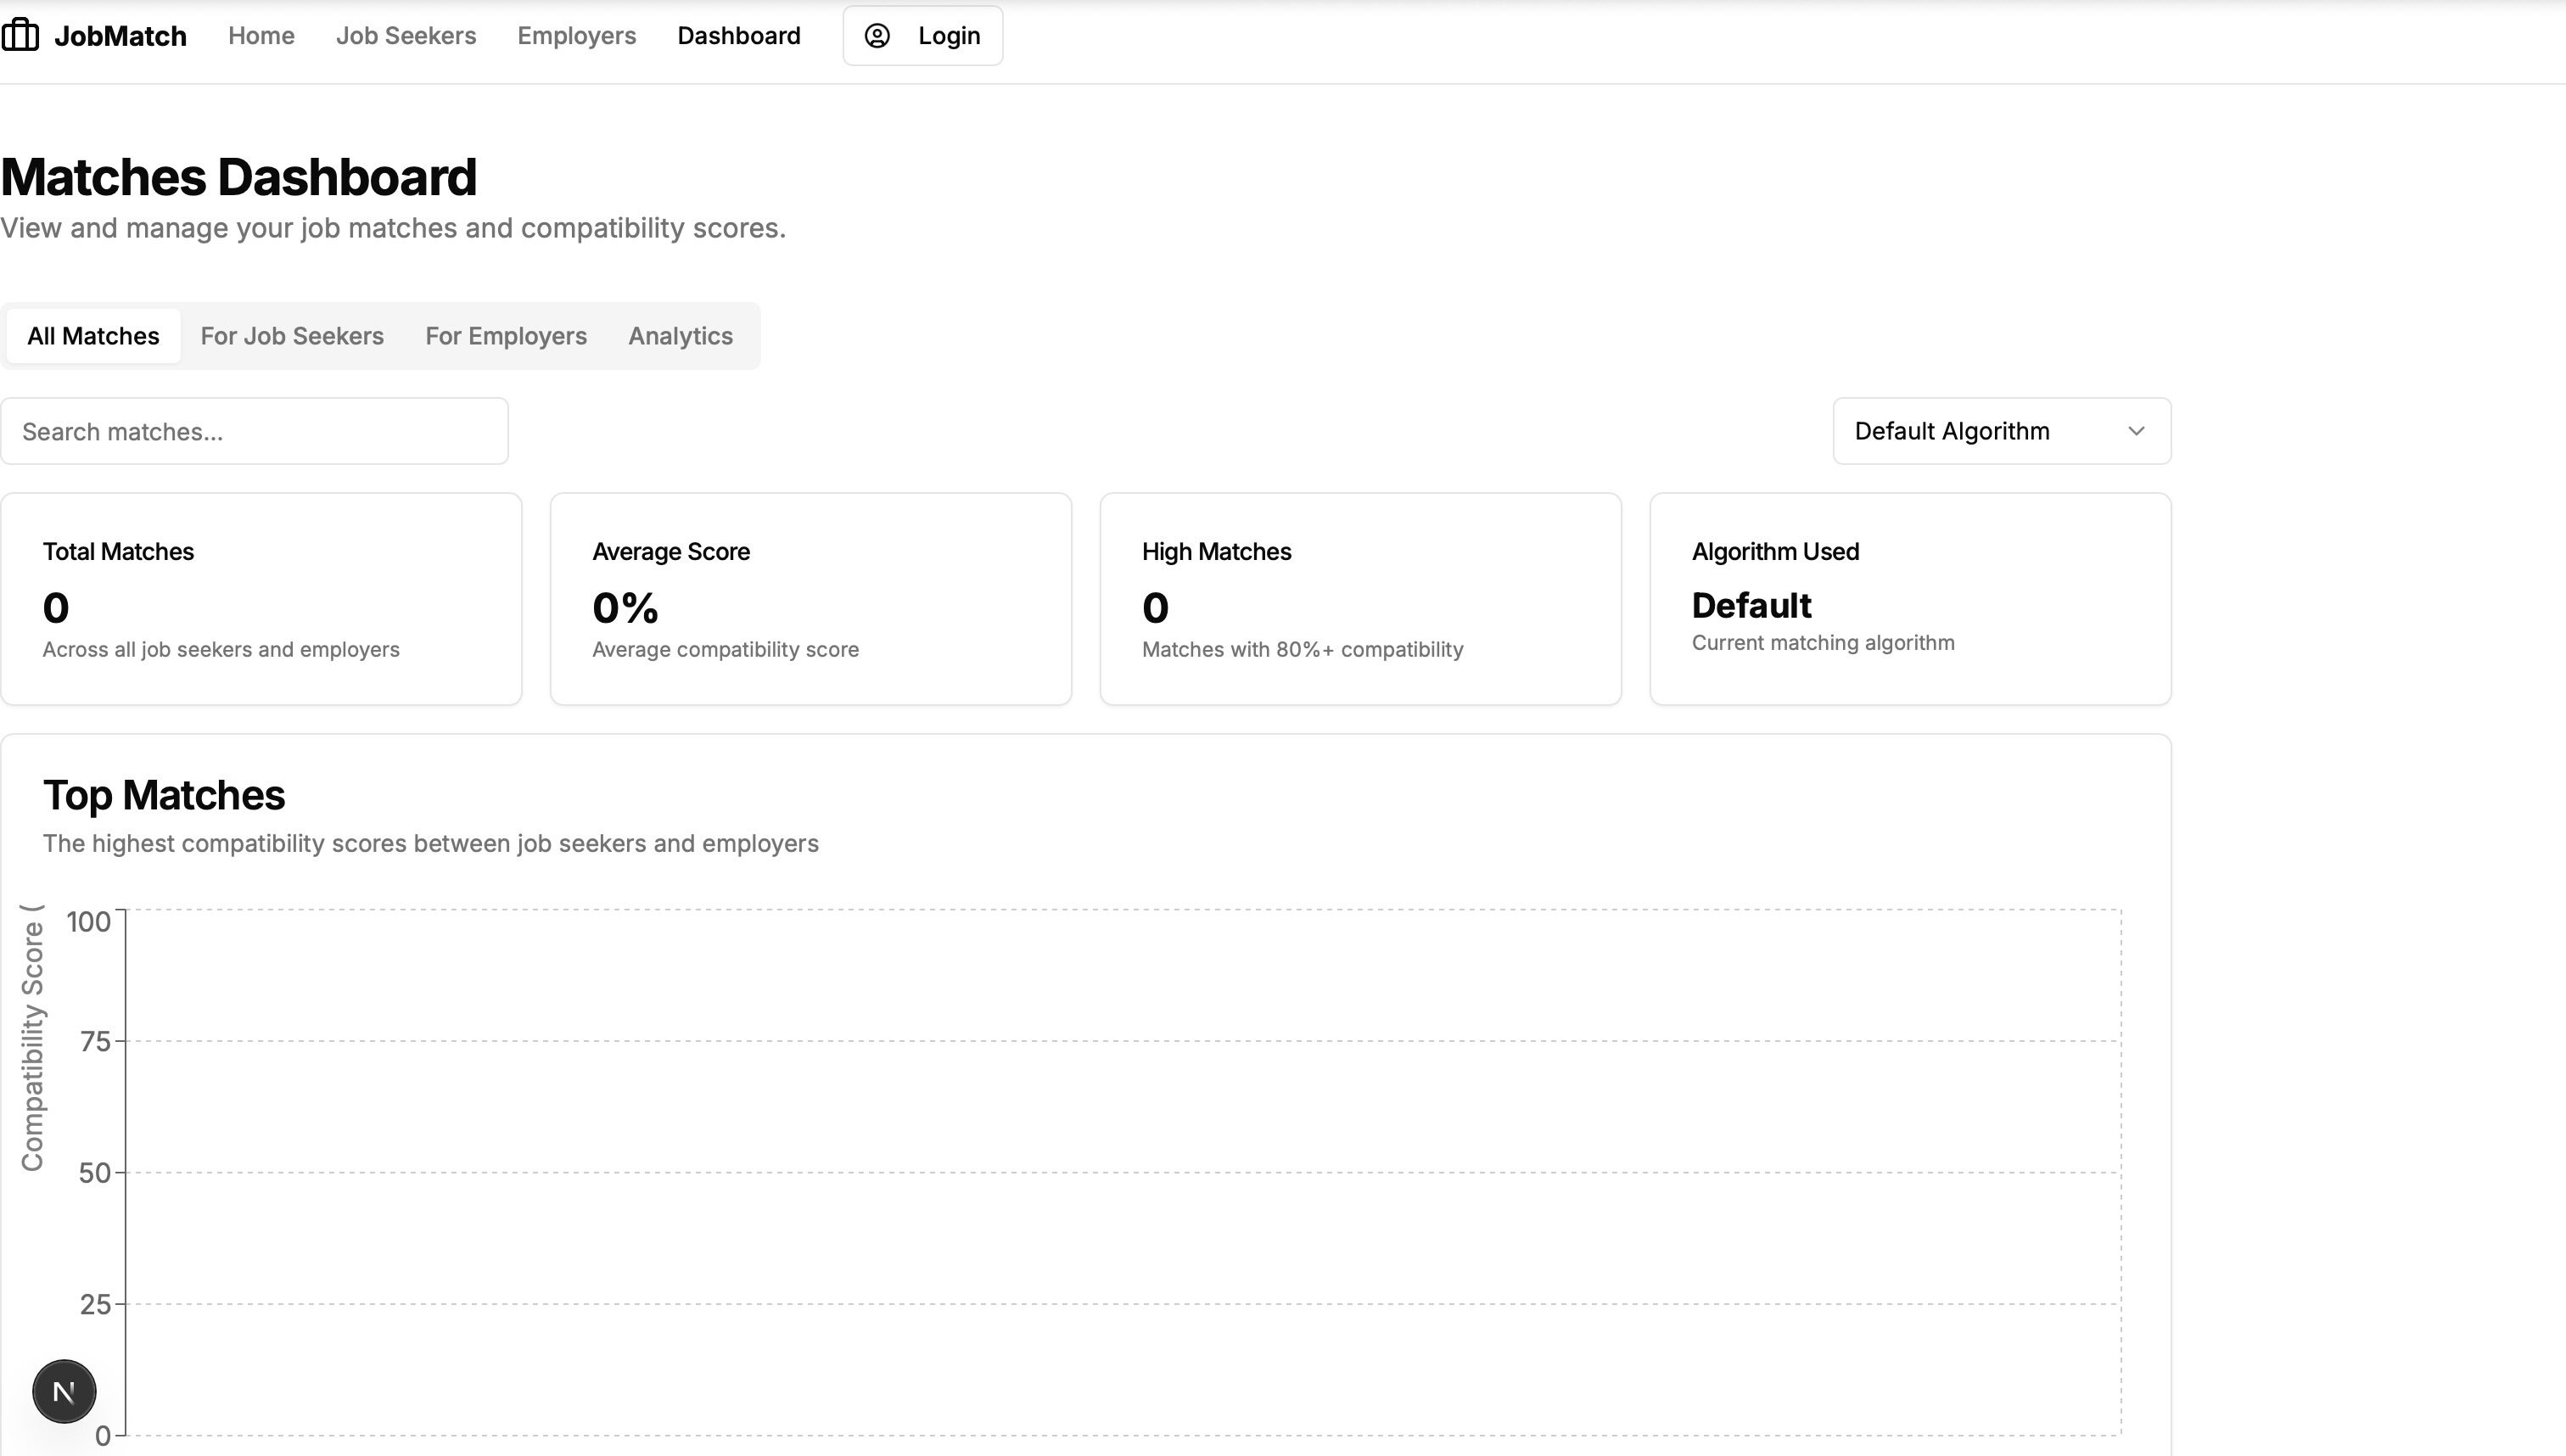 JobMatch Home Job Seekers Employers Dashboard Login
Matches Dashboard
View and manage your job matches and compatibility scores.
All Matches For Job Seekers For Employers Analytics
Search matches...
Default Algorithm
Total Matches
0
Across all job seekers and employers
Average Score
0%
Average compatibility score
High Matches
0
Matches with 80%+ compatibility
Algorithm Used
Default
Current matching algorithm
Top Matches
The highest compatibility scores between job seekers and employers
Compatibility Score (
100
75
50
25
0
N